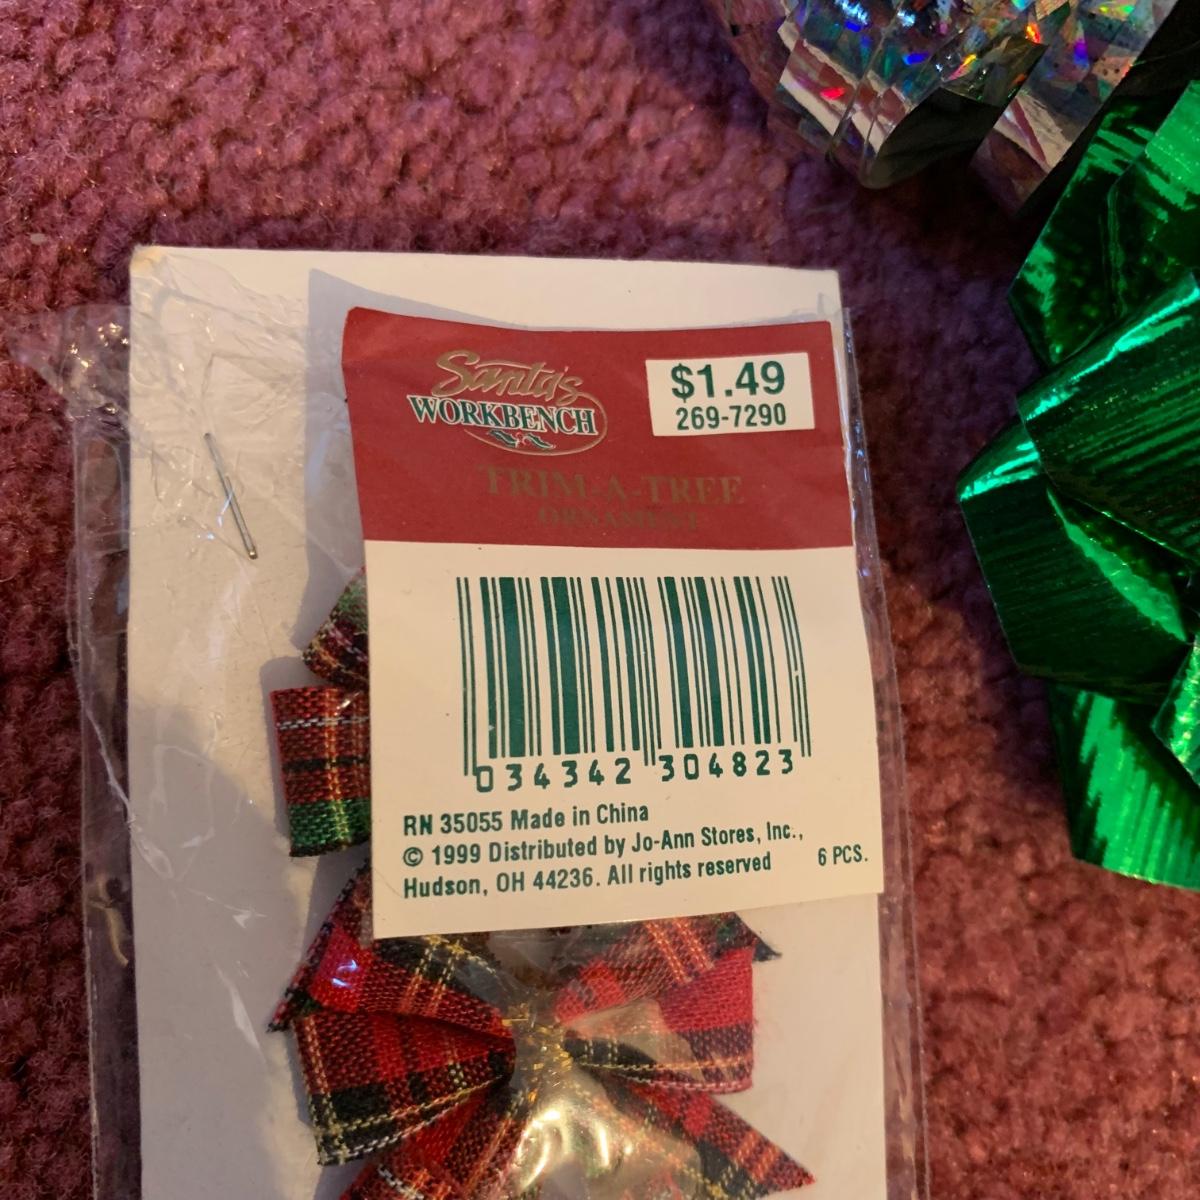 Santa's
WORKBENCH
$1.49
269-7290
TRIM-A-TREE
ORNAMENT
034342 304823
RN 35055 Made in China
© 1999 Distributed by Jo-Ann Stores, Inc.,
Hudson, OH 44236. All rights reserved
6 PCS.